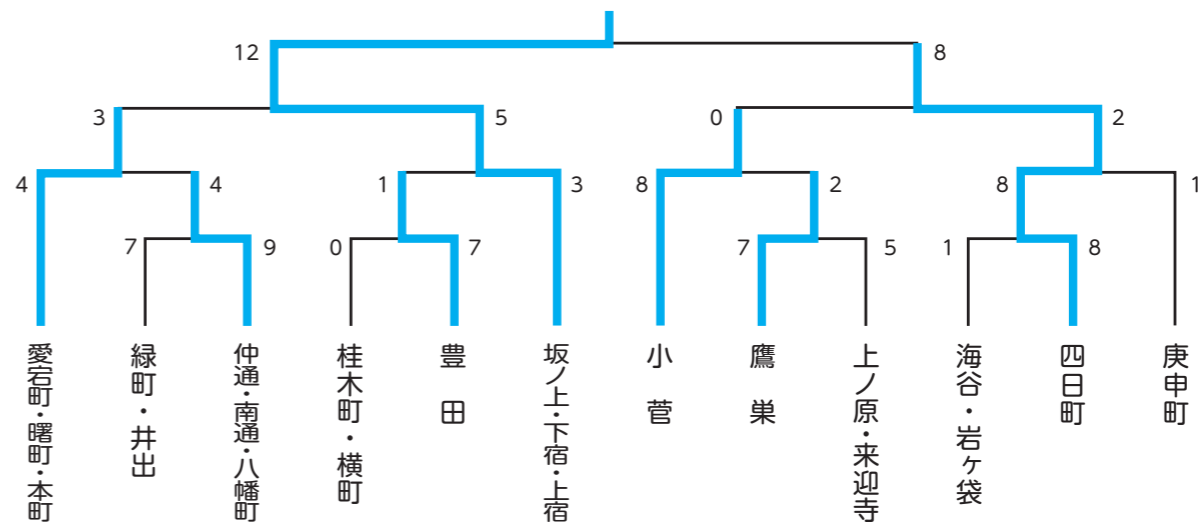 12
8
3
5
0
2
4
4
1
3
8
2
8
1
7
9
0
7
7
5
1
8
愛宕町・曙町・本町
緑町・井出
仲通・南通・八幡町
桂木町・横町
豊田
坂ノ上・下宿・上宿
小菅
鷹巣
上ノ原・来迎寺
海谷・岩ヶ袋
四日町
庚申町